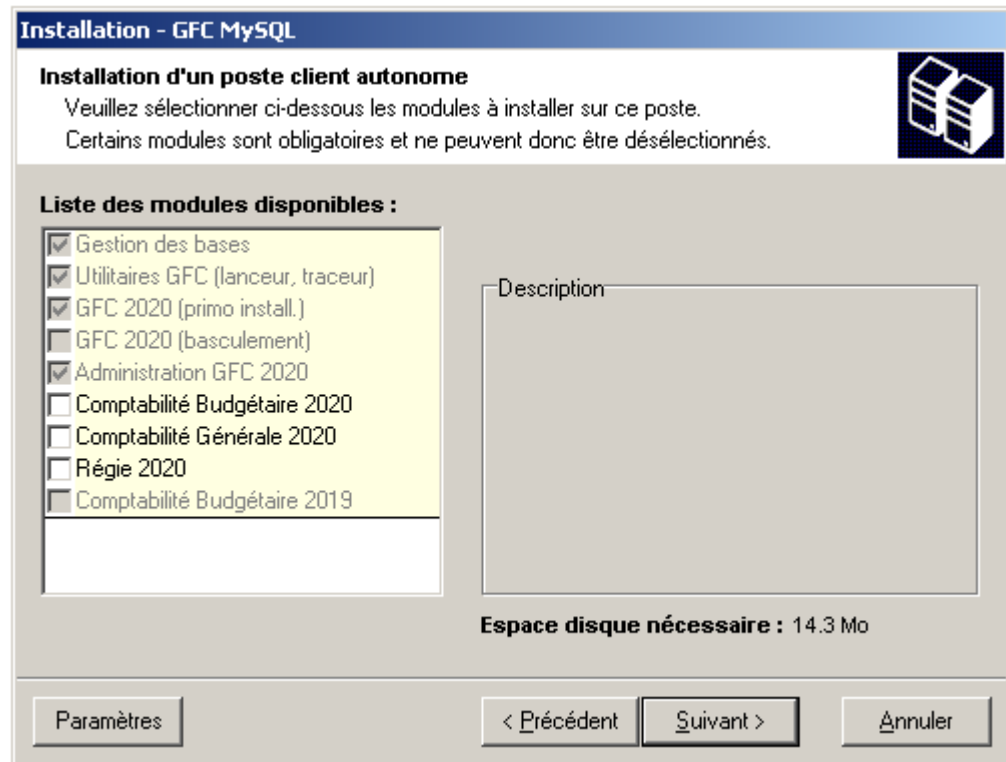 Installation - GFC MySQL
Installation d'un poste client autonome
Veuillez sélectionner ci-dessous les modules à installer sur ce poste.
Certains modules sont obligatoires et ne peuvent donc être désélectionnés.
Liste des modules disponibles :
Gestion des bases
Utilitaires GFC (lanceur, traceur)
GFC 2020 (primo install.)
GFC 2020 (basculement)
Administration GFC 2020
Comptabilité Budgétaire 2020
Comptabilité Générale 2020
Régie 2020
Comptabilité Budgétaire 2019
Description
Espace disque nécessaire : 14.3 Mo
Paramètres
< Précédent
Suivant >
Annuler